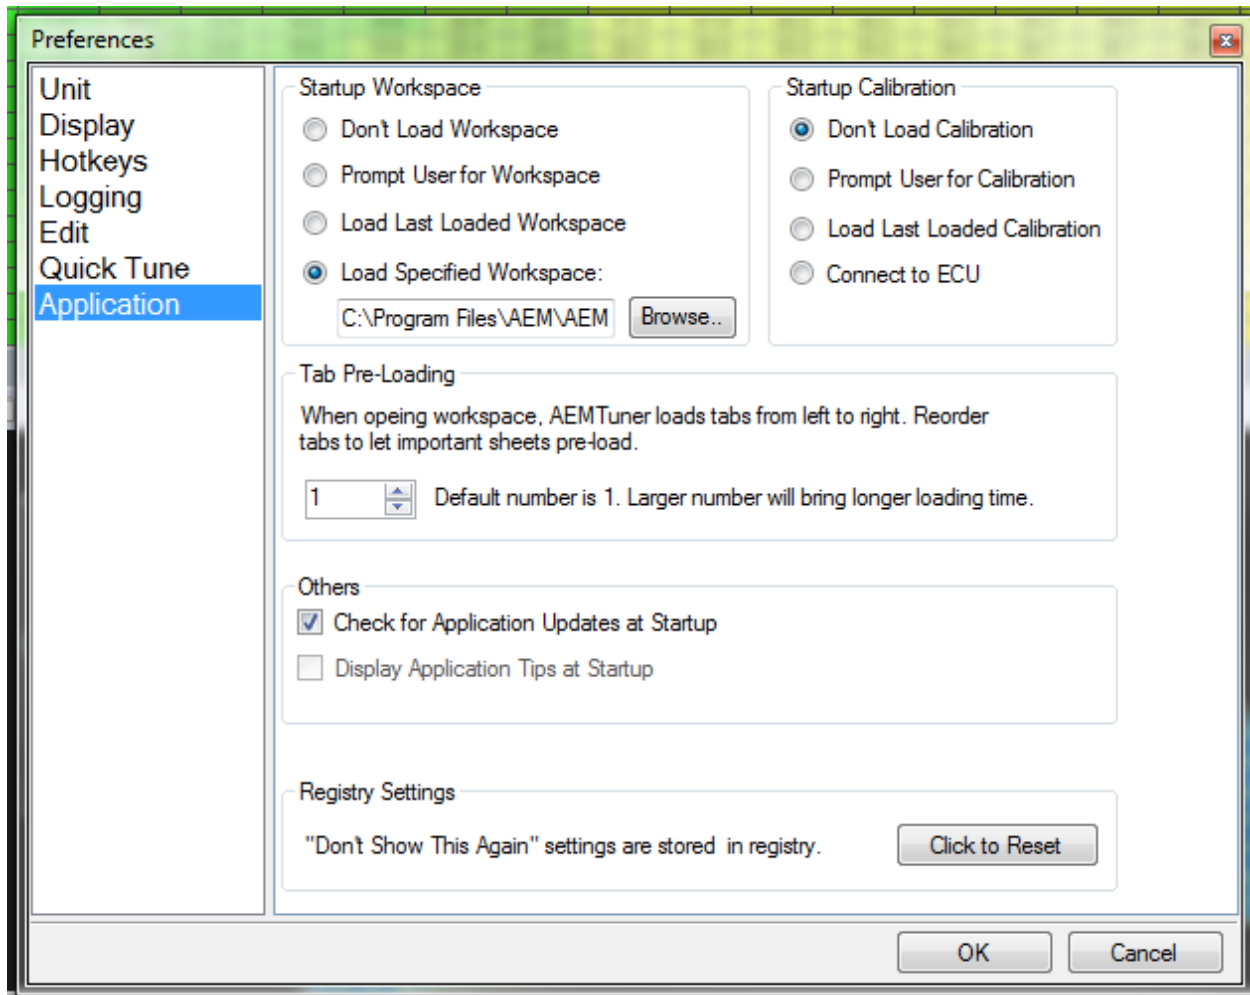 Preferences
Unit
Display
Hotkeys
Logging
Edit
Quick Tune
Application
Startup Workspace
Don't Load Workspace
Prompt User for Workspace
Load Last Loaded Workspace
Load Specified Workspace:
C:\Program Files\AEM\AEM
Browse..
Startup Calibration
Don't Load Calibration
Prompt User for Calibration
Load Last Loaded Calibration
Connect to ECU
Tab Pre-Loading
When opeing workspace, AEMTuner loads tabs from left to right. Reorder
tabs to let important sheets pre-load.
1
Default number is 1. Larger number will bring longer loading time.
Others
Check for Application Updates at Startup
Display Application Tips at Startup
Registry Settings
"Don't Show This Again" settings are stored in registry.
Click to Reset
OK
Cancel